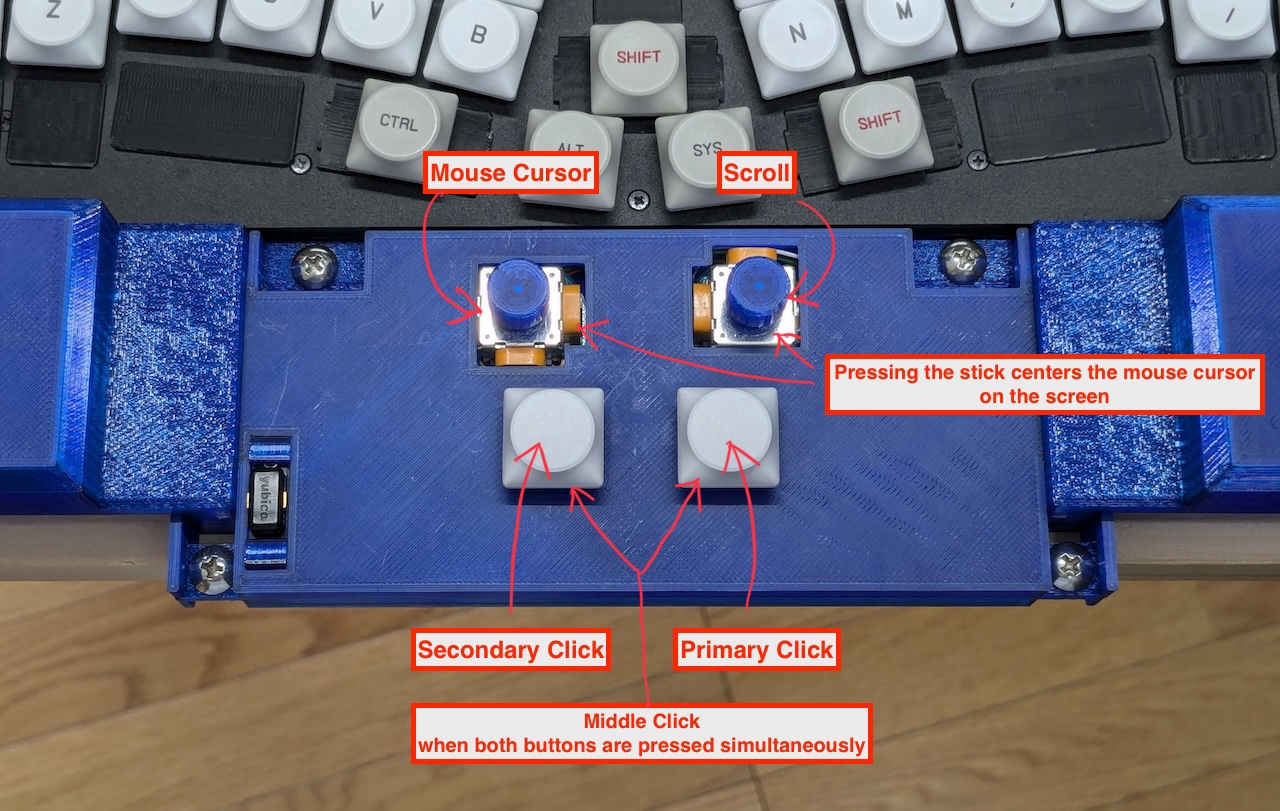 Z
V
B
N
M
,
/
SHIFT
CTRL
SHIFT
ALT
SYS
Mouse Cursor
Scroll
Pressing the stick centers the mouse cursor
on the screen
yubico
Secondary Click
Primary Click
Middle Click
when both buttons are pressed simultaneously